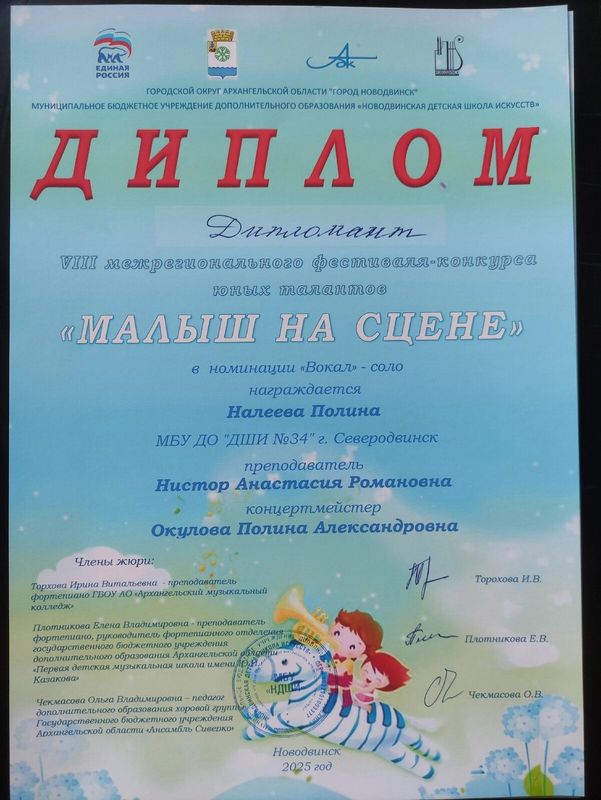 ЕДИНАЯ
РОССИЯ
ГОРОДСКОЙ ОКРУГ АРХАНГЕЛЬСКОЙ ОБЛАСТИ "ГОРОД НОВОДВИНСК"
МУНИЦИПАЛЬНОЕ БЮДЖЕТНОЕ УЧРЕЖДЕНИЕ ДОПОЛНИТЕЛЬНОГО ОБРАЗОВАНИЯ «НОВОДВИНСКАЯ ДЕТСКАЯ ШКОЛА ИСКУССТВ»
ДИПЛОМ
Дипломант
VIII межрегионального фестиваля-конкурса
юных талантов
«МАЛЫШ НА СЦЕНЕ»
в номинации «Вокал» - соло
награждается
Налеева Полина
МБУ ДО "ДШИ №34" г. Северодвинск
преподаватель
Нистор Анастасия Романовна
концертмейстер
Окулова Полина Александровна
Члены жюри:
Торхова Ирина Витальевна - преподаватель
фортепиано ГБОУ АО «Архангельский музыкальный
колледж»
Торохова И.В.
Плотникова Елена Владимировна - преподаватель
фортепиано, руководитель фортепианного отделения
государственного бюджетного учреждения
дополнительного образования Архангельской области
«Первая детская музыкальная школа имени
Казакова»
Плотникова Е.В.
Чекмасова Ольга Владимировна – педагог
дополнительного образования хоровой
Государственного бюджетного учреждения
Архангельской области «Ансамбль Сиверко»
Чекмасова О.В.
МБУ
«НДШИ»
Новодвинск
2025 год